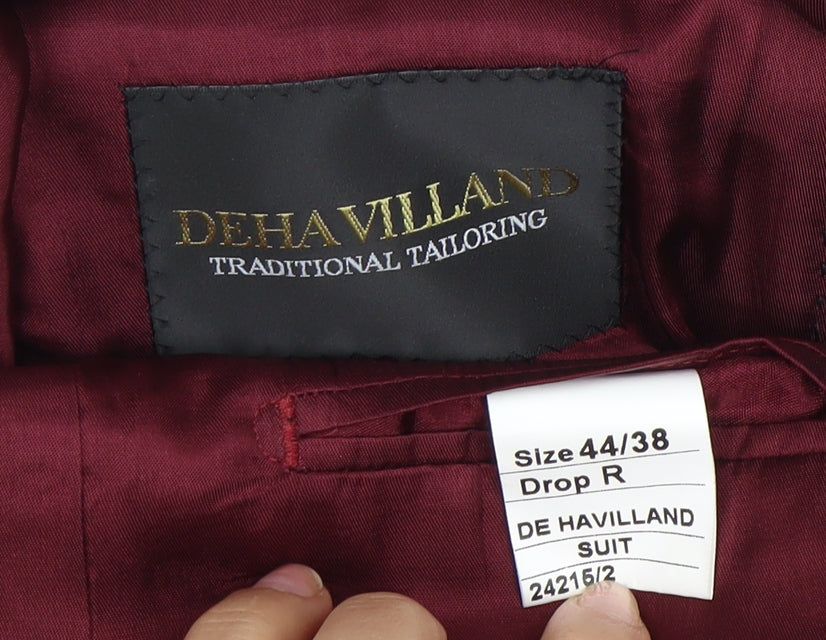 DEHAVILLAND
TRADITIONAL TAILORING
Size 44/38
Drop R
DE HAVILLAND
SUIT
24215/2